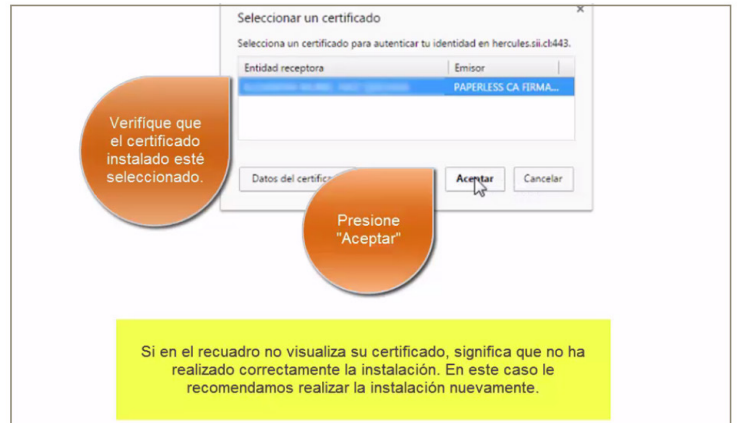 Seleccionar un certificado
Selecciona un certificado para autenticar tu identidad en hercules.sii.cl:443.
Entidad receptora Emisor
PAPERLESS CA FIRMA...
Verifique que
el certificado
instalado esté
seleccionado.
Datos del Aceptar Cancelar
Presione
"Aceptar"
Si en el recuadro no visualiza su certificado, significa que no ha
realizado correctamente la instalación. En este caso le
recomendamos realizar la instalación nuevamente.